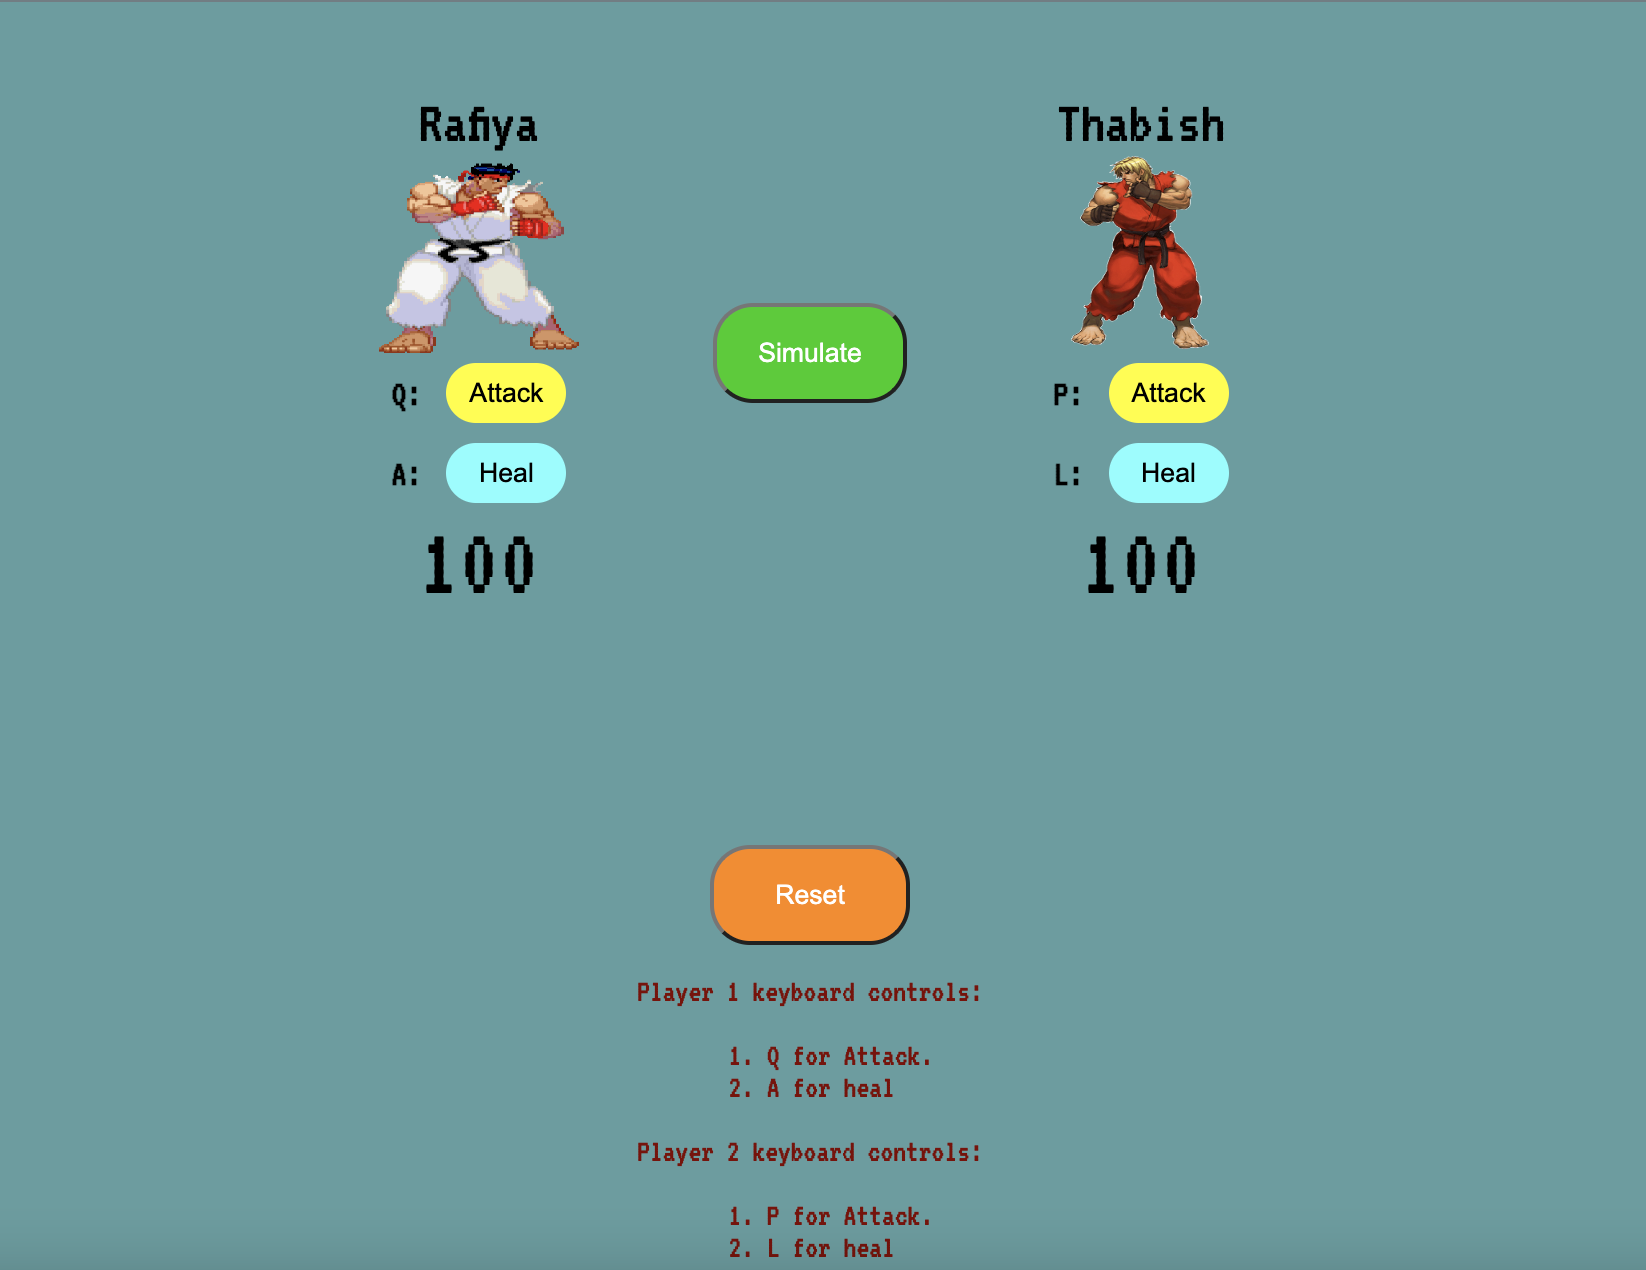 Rafiya
Thabish
Simulate
Q: Attack
P: Attack
A: Heal
L: Heal
100
100
Reset
Player 1 keyboard controls:
1. Q for Attack.
2. A for heal
Player 2 keyboard controls:
1. P for Attack.
2. L for heal